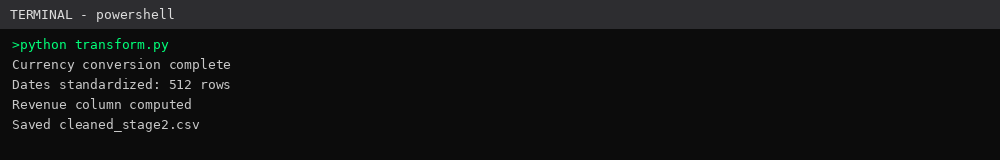 TERMINAL - powershell
>python transform.py
Currency conversion complete
Dates standardized: 512 rows
Revenue column computed
Saved cleaned_stage2.csv